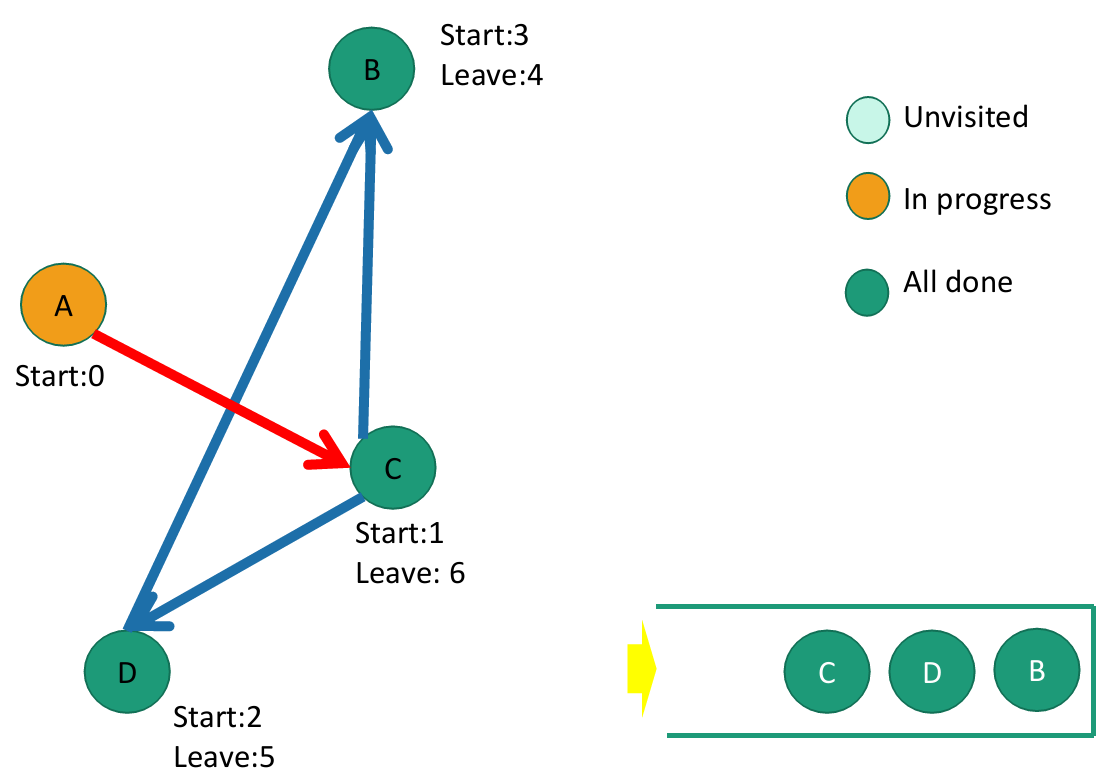 B
Start:3
Leave:4
Unvisited
In progress
All done
A
Start:0
C
Start:1
Leave: 6
D
Start:2
Leave:5
C D B